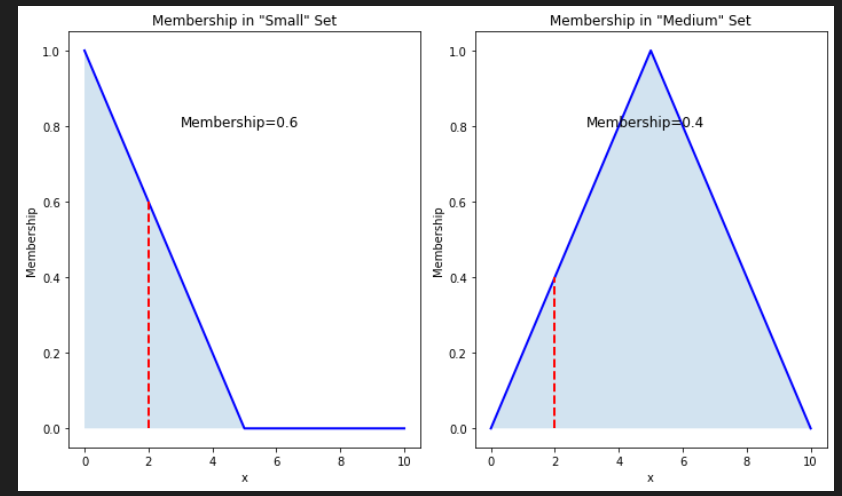 Membership in "Small" Set
1.0
0.8
0.6
0.4
0.2
0.0
Membership
Membership=0.6
0 2 4 6 8 10
x
Membership in "Medium" Set
1.0
0.8
0.6
0.4
0.2
0.0
Membership
Membership=0.4
0 2 4 6 8 10
x